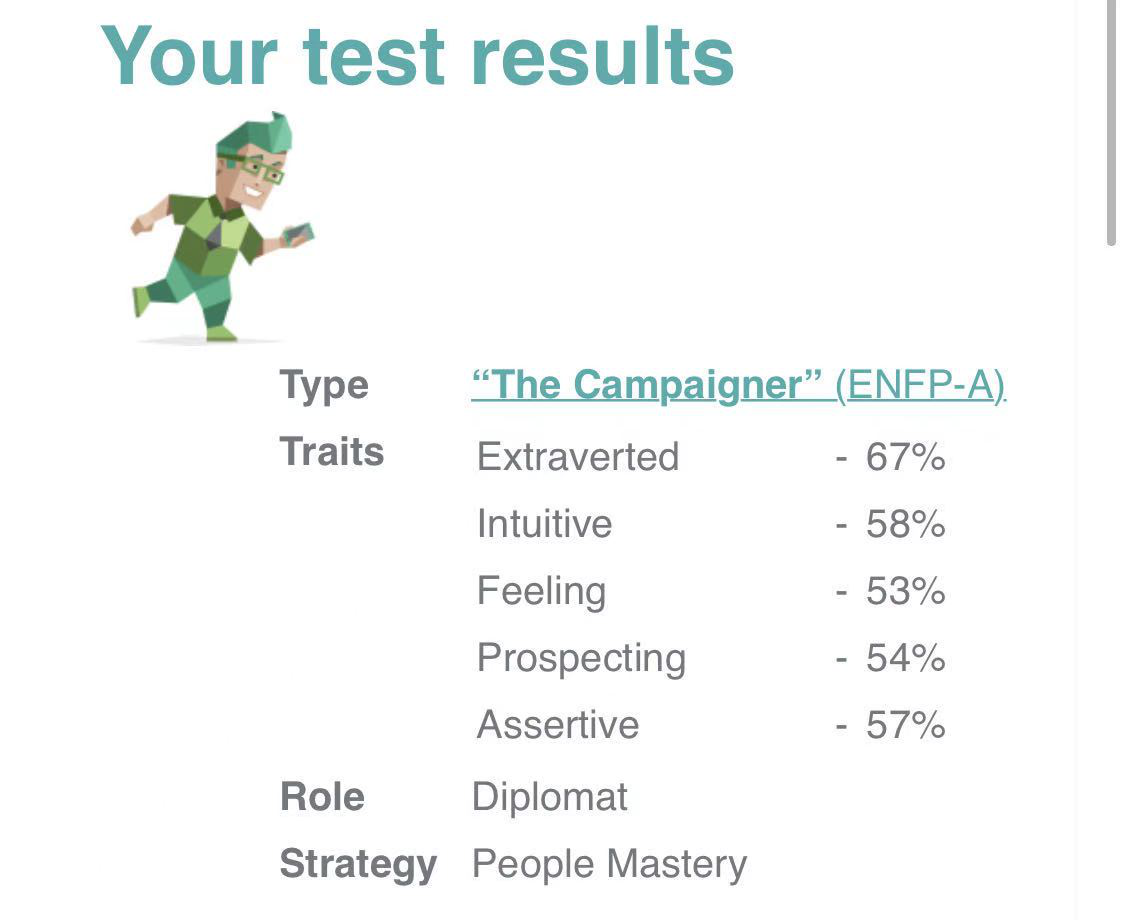 Your test results
Type “The Campaigner” (ENFP-A)
Traits Extraverted - 67%
Intuitive - 58%
Feeling - 53%
Prospecting - 54%
Assertive - 57%
Role Diplomat
Strategy People Mastery